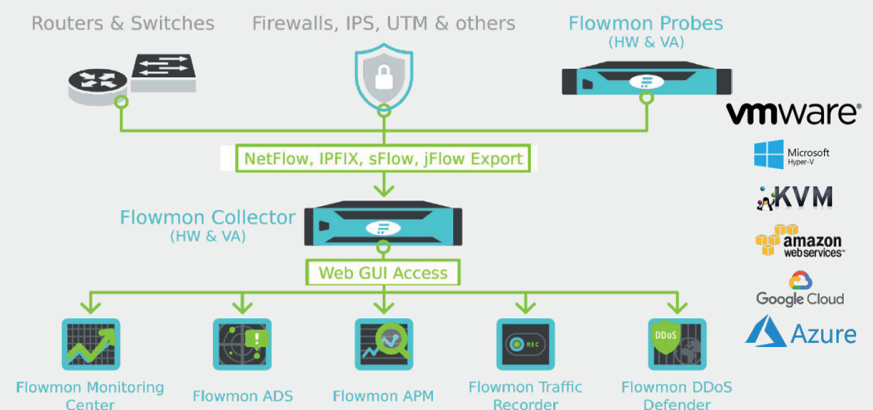 Routers & Switches
Firewalls, IPS, UTM & others
Flowmon Probes
(HW & VA)
vmware®
NetFlow, IPFIX, sFlow, jFlow Export
Microsoft
Hyper-V
KVM
Flowmon Collector
(HW & VA)
amazon
webservices™
Web GUI Access
Google Cloud
Azure
!
REC
DDoS
Flowmon Monitoring
Center
Flowmon ADS
Flowmon APM
Flowmon Traffic
Recorder
Flowmon DDoS
Defender